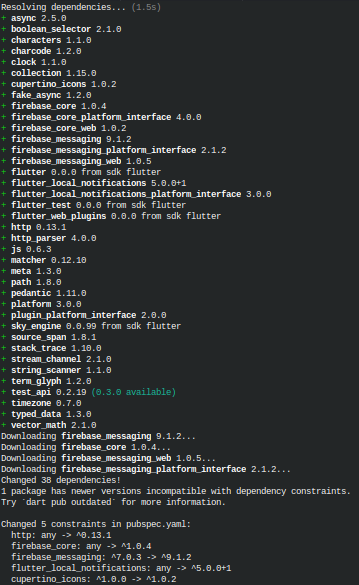 Resolving dependencies... (1.5s)
+ async 2.5.0
+ boolean_selector 2.1.0
+ characters 1.1.0
+ charcode 1.2.0
+ clock 1.1.0
+ collection 1.15.0
+ cupertino_icons 1.0.2
+ fake_async 1.2.0
+ firebase_core 1.0.4
+ firebase_core_platform_interface 4.0.0
+ firebase_core_web 1.0.2
+ firebase_messaging 9.1.2
+ firebase_messaging_platform_interface 2.1.2
+ firebase_messaging_web 1.0.5
+ flutter 0.0.0 from sdk flutter
+ flutter_local_notifications 5.0.0+1
+ flutter_local_notifications_platform_interface 3.0.0
+ flutter_test 0.0.0 from sdk flutter
+ flutter_web_plugins 0.0.0 from sdk flutter
+ http 0.13.1
+ http_parser 4.0.0
+ js 0.6.3
+ matcher 0.12.10
+ meta 1.3.0
+ path 1.8.0
+ pedantic 1.11.0
+ platform 3.0.0
+ plugin_platform_interface 2.0.0
+ sky_engine 0.0.99 from sdk flutter
+ source_span 1.8.1
+ stack_trace 1.10.0
+ stream_channel 2.1.0
+ string_scanner 1.1.0
+ term_glyph 1.2.0
+ test_api 0.2.19 (0.3.0 available)
+ timezone 0.7.0
+ typed_data 1.3.0
+ vector_math 2.1.0
Downloading firebase_messaging 9.1.2...
Downloading firebase_core 1.0.4...
Downloading firebase_messaging_web 1.0.5...
Downloading firebase_messaging_platform_interface 2.1.2...
Changed 38 dependencies!
1 package has newer versions incompatible with dependency constraints.
Try `dart pub outdated` for more information.
Changed 5 constraints in pubspec.yaml:
http: any -> ^0.13.1
firebase_core: any -> ^1.0.4
firebase_messaging: ^7.0.3 -> ^9.1.2
flutter_local_notifications: any -> ^5.0.0+1
cupertino_icons: ^1.0.0 -> ^1.0.2